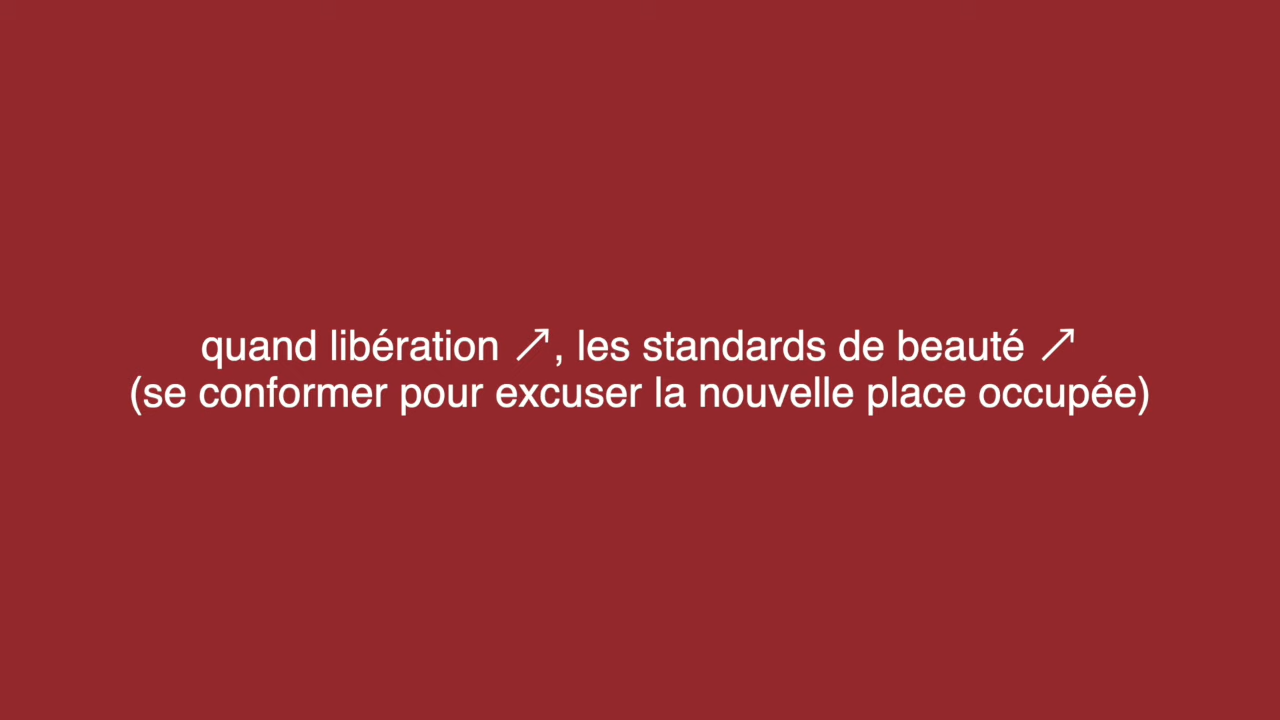 quand libération ↗, les standards de beauté ↗
(se conformer pour excuser la nouvelle place occupée)